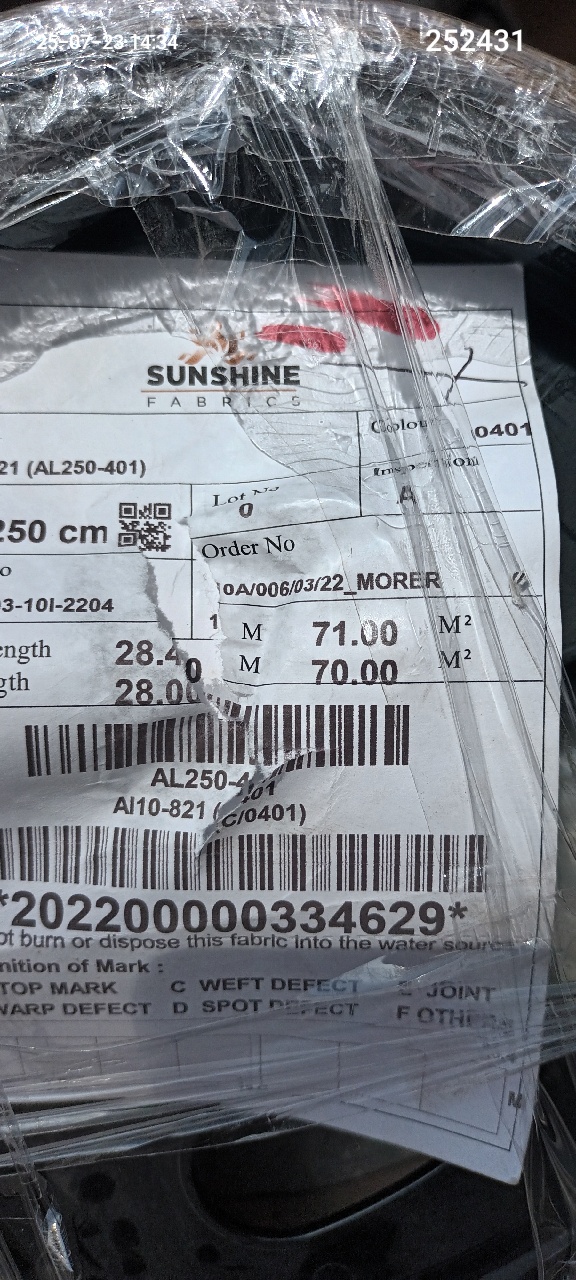 25-07-23 14:34
252431
SUNSHINE
FABRICS
Colou 0401
21 (AL250-401)
Lot No
0
Inspection
A
250 cm
Order No
0A/006/03/22_MORER
3-10I-2204
ength 28.40 M 71.00 M²
gth 28.00 M 70.00 M²
AL250-401
AI10-821 (C/0401)
*202200000334629*
ot burn or dispose this fabric into the water source
nition of Mark :
TOP MARK C WEFT DEFECT E JOINT
WARP DEFECT D SPOT DEFECT F OTHE